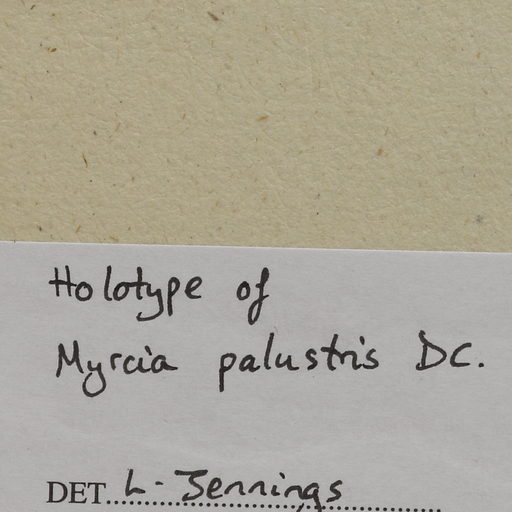 Holotype of
Myrcia palustris DC.
DET. L. Jennings